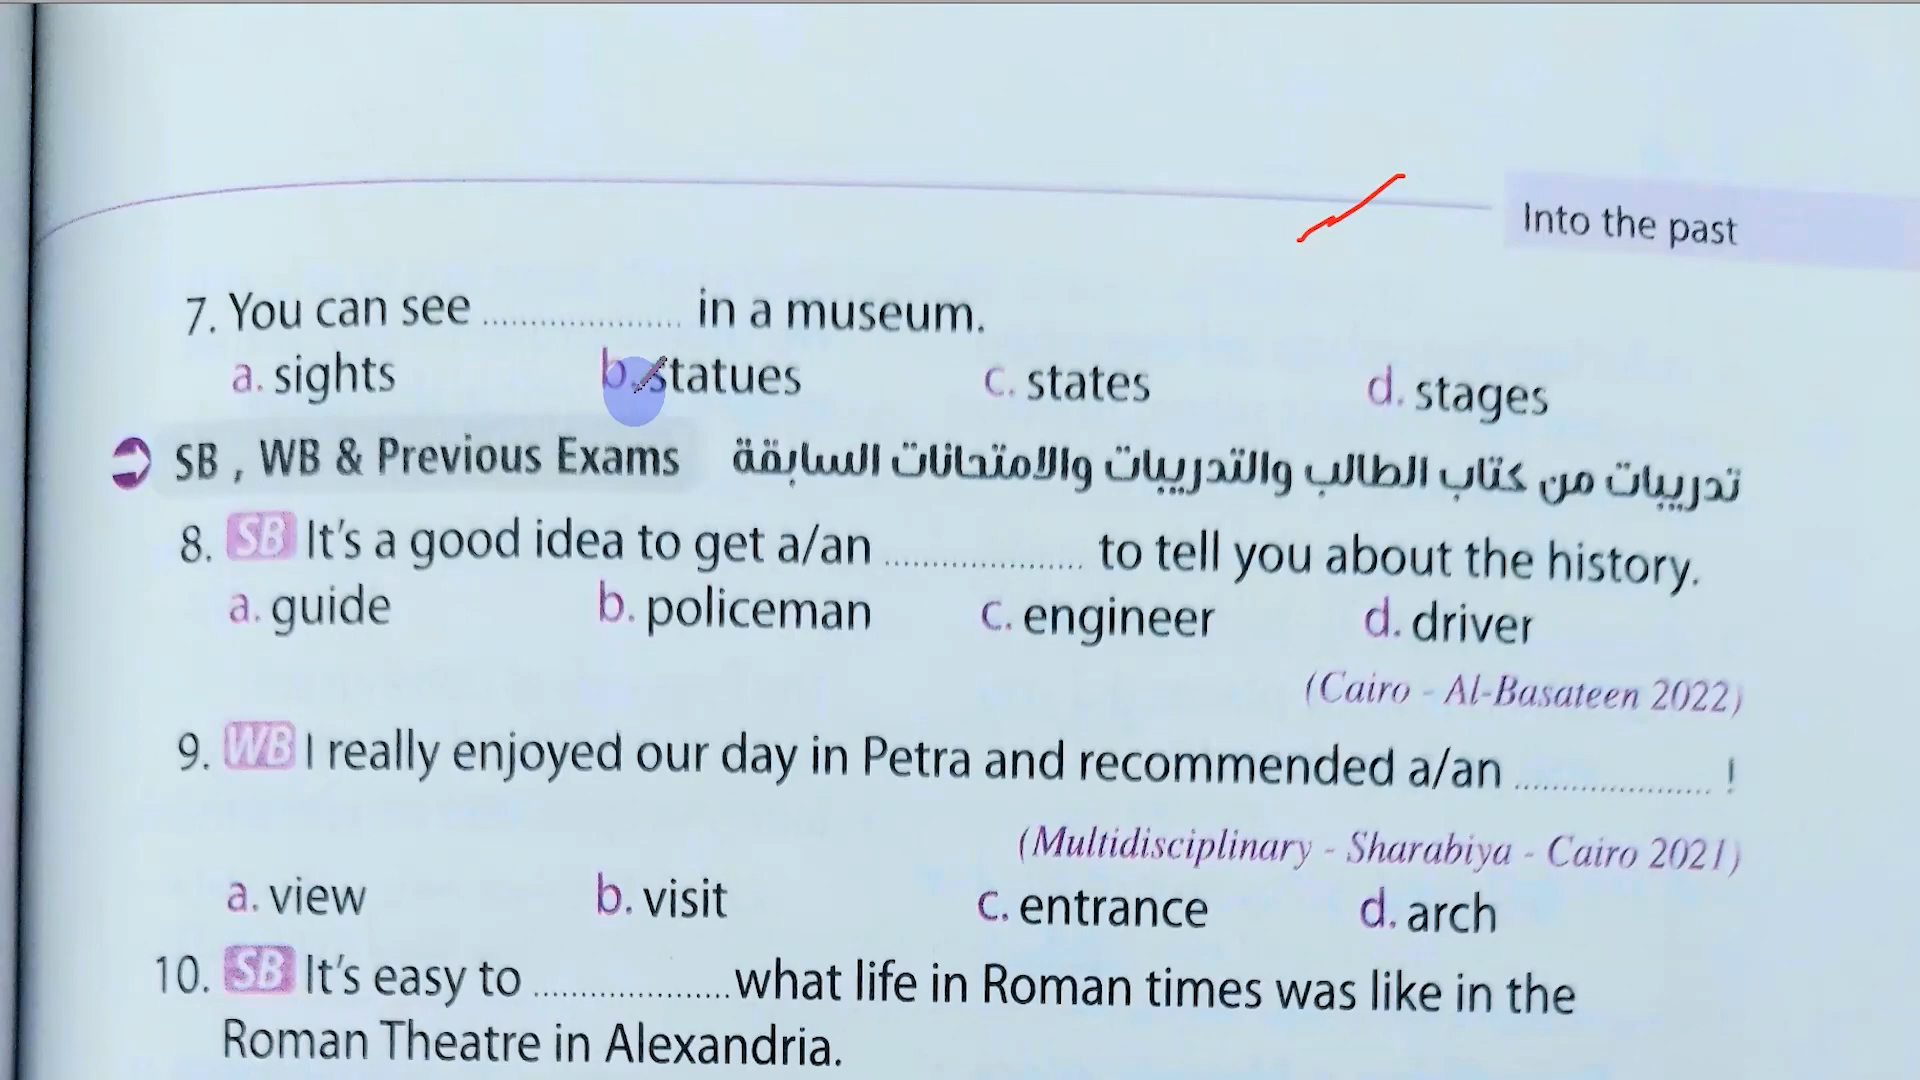 Into the past
7. You can see .................... in a museum.
a. sights b. statues c. states d. stages
SB , WB & Previous Exams تدريبات من كتاب الطالب والتدريبات والامتحانات السابقة
8. SB It's a good idea to get a/an .................... to tell you about the history.
a. guide b. policeman c. engineer d. driver
(Cairo - Al-Basateen 2022)
9. WB I really enjoyed our day in Petra and recommended a/an .................... !
(Multidisciplinary - Sharabiya - Cairo 2021)
a. view b. visit c. entrance d. arch
10. SB It's easy to .................... what life in Roman times was like in the
Roman Theatre in Alexandria.